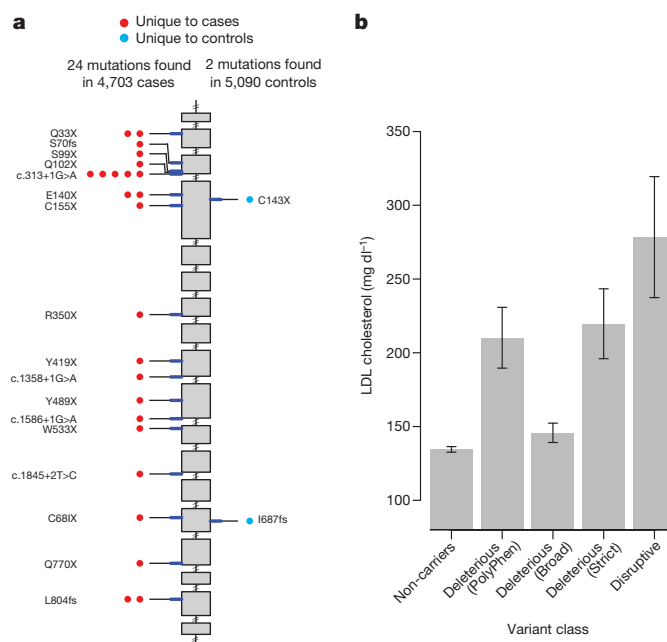 a
Unique to cases
Unique to controls
24 mutations found
in 4,703 cases
2 mutations found
in 5,090 controls
Q33X
S70fs
S99X
Q102X
c.313+1G>A
E140X
C155X
C143X
R350X
Y419X
c.1358+1G>A
Y489X
c.1586+1G>A
W533X
c.1845+2T>C
C68IX
I687fs
Q770X
L804fs
b
350
300
250
200
150
100
LDL cholesterol (mg dl−1)
Non-carriers
Deleterious
(PolyPhen)
Deleterious
(Broad)
Deleterious
(Strict)
Disruptive
Variant class